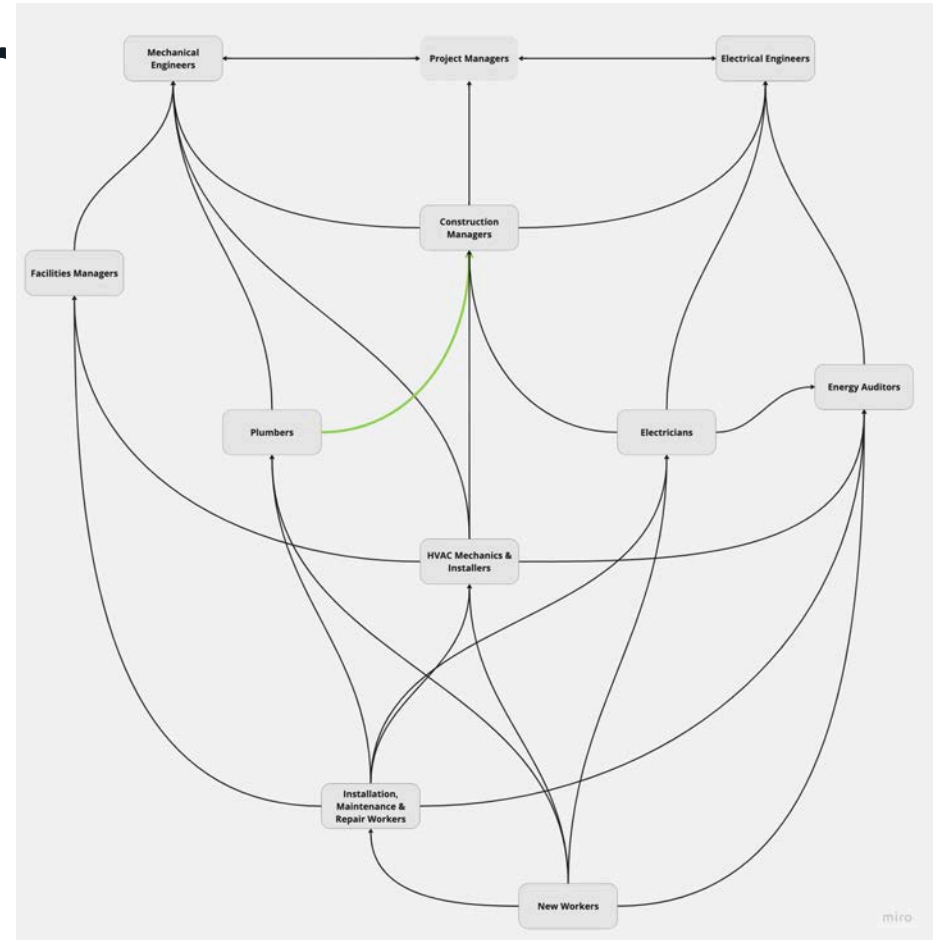 Mechanical
Engineers
Project Managers
Electrical Engineers
Construction
Managers
Facilities Managers
Energy Auditors
Plumbers
Electricians
HVAC Mechanics &
Installers
Installation,
Maintenance &
Repair Workers
New Workers
miro